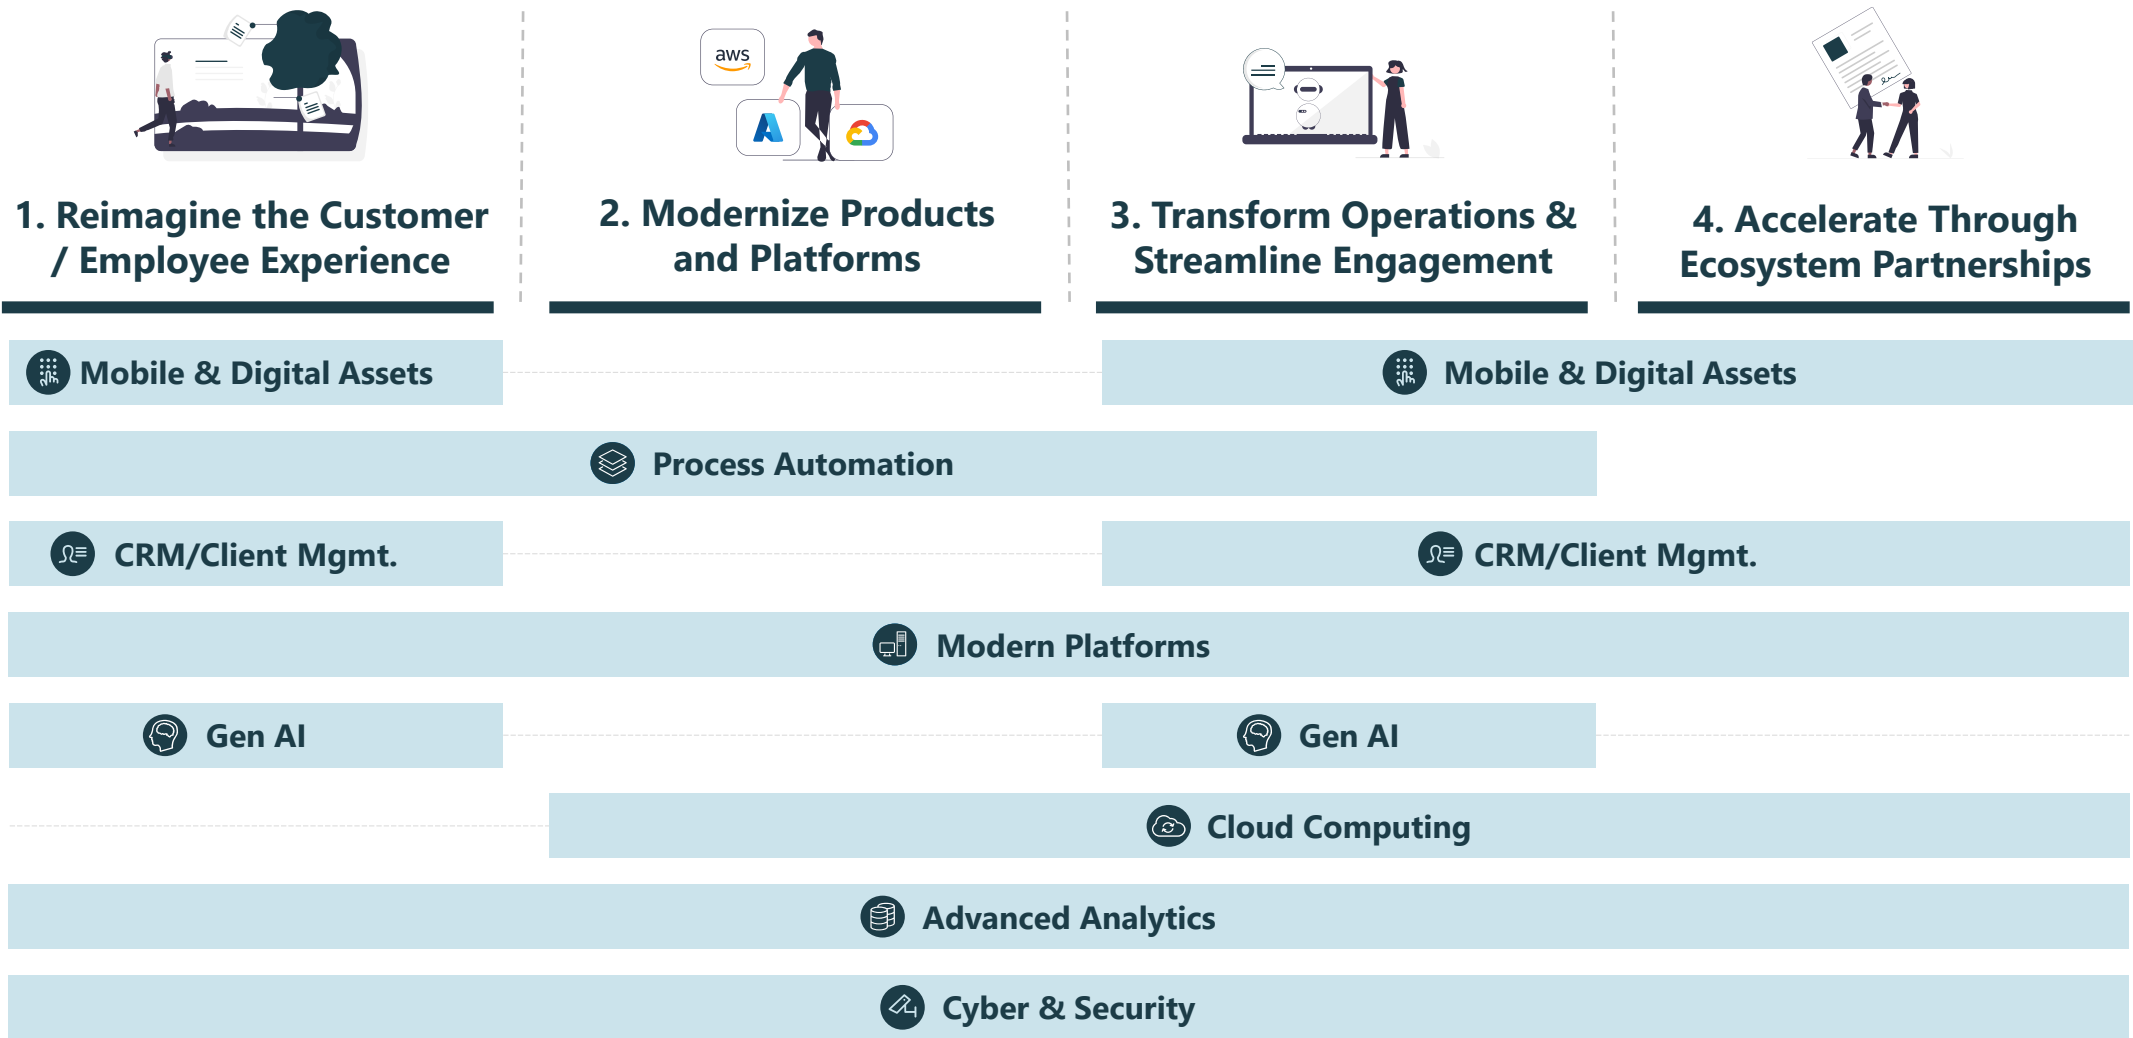 aws
1. Reimagine the Customer
/ Employee Experience
2. Modernize Products
and Platforms
3. Transform Operations &
Streamline Engagement
4. Accelerate Through
Ecosystem Partnerships
Mobile & Digital Assets
Mobile & Digital Assets
Process Automation
CRM/Client Mgmt.
CRM/Client Mgmt.
Modern Platforms
Gen AI
Gen AI
Cloud Computing
Advanced Analytics
Cyber & Security